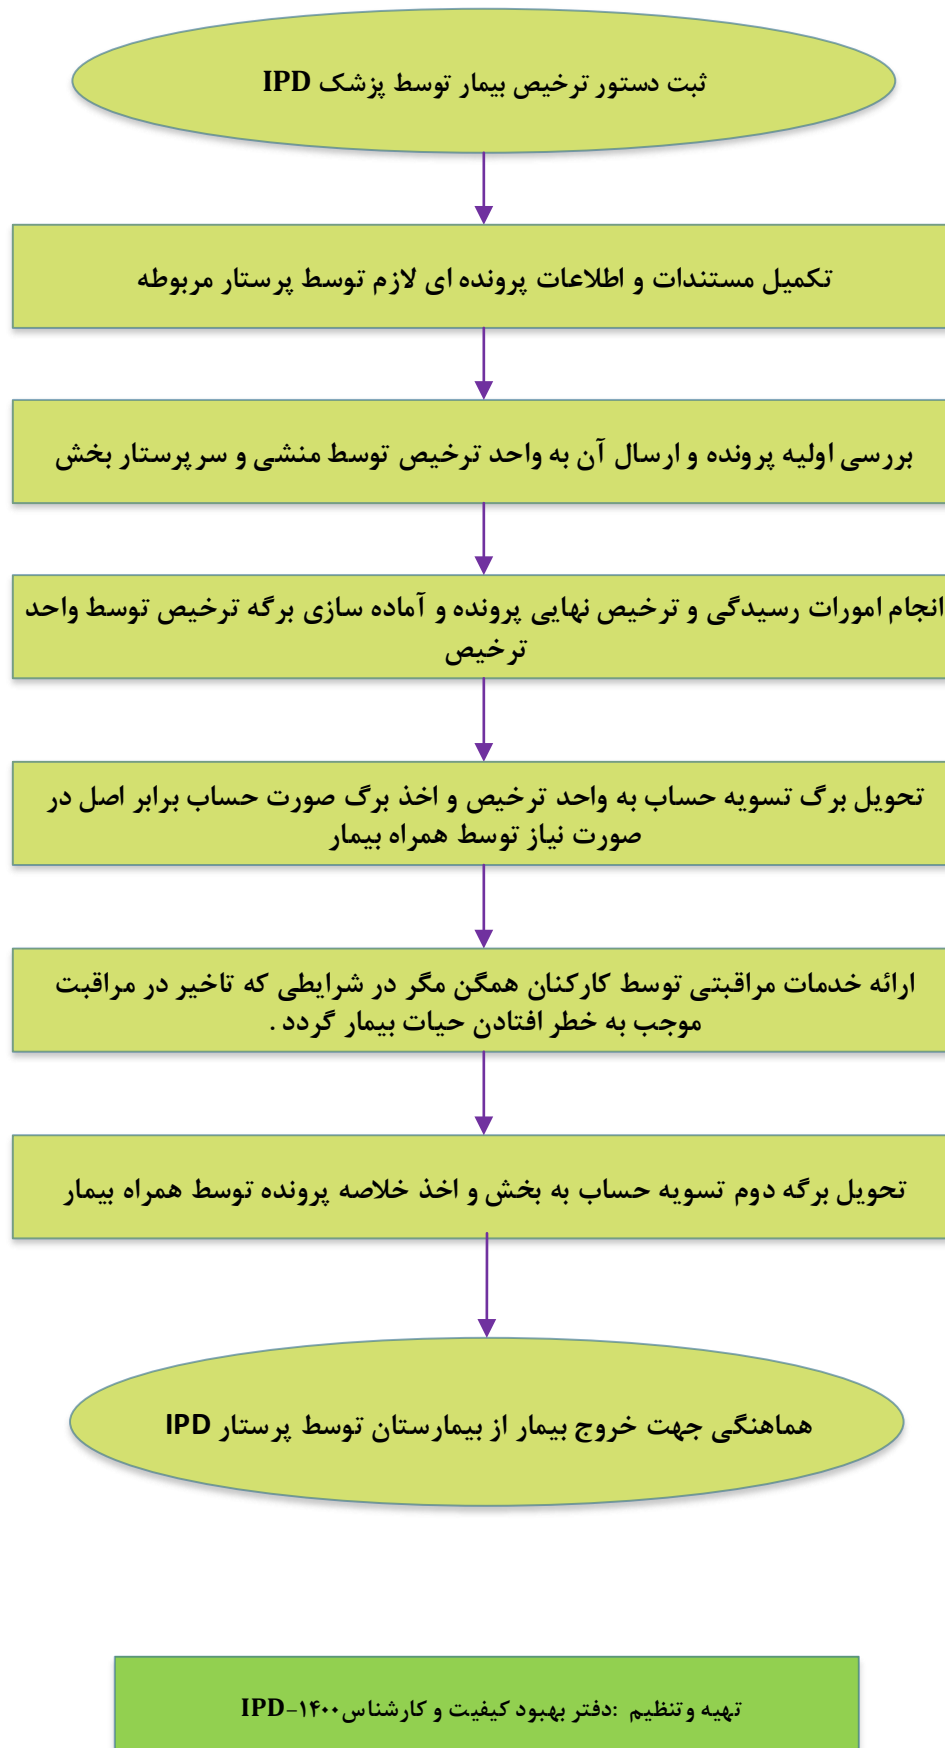 ثبت دستور ترخیص بیمار توسط پزشک IPD
تکمیل مستندات و اطلاعات پرونده ای لازم توسط پرستار مربوطه
بررسی اولیه پرونده و ارسال آن به واحد ترخیص توسط منشی و سرپرستار بخش
انجام امورات رسیدگی و ترخیص نهایی پرونده و آماده سازی برگه ترخیص توسط واحد
ترخیص
تحویل برگ تسویه حساب به واحد ترخیص و اخذ برگ صورت حساب برابر اصل در
صورت نیاز توسط همراه بیمار
ارائه خدمات مراقبتی توسط کارکنان همگن مگر در شرایطی که تاخیر در مراقبت
موجب به خطر افتادن حیات بیمار گردد .
تحویل برگه دوم تسویه حساب به بخش و اخذ خلاصه پرونده توسط همراه بیمار
هماهنگی جهت خروج بیمار از بیمارستان توسط پرستار IPD
تهیه وتنظیم :دفتر بهبود کیفیت و کارشناس IPD-۱۴۰۰